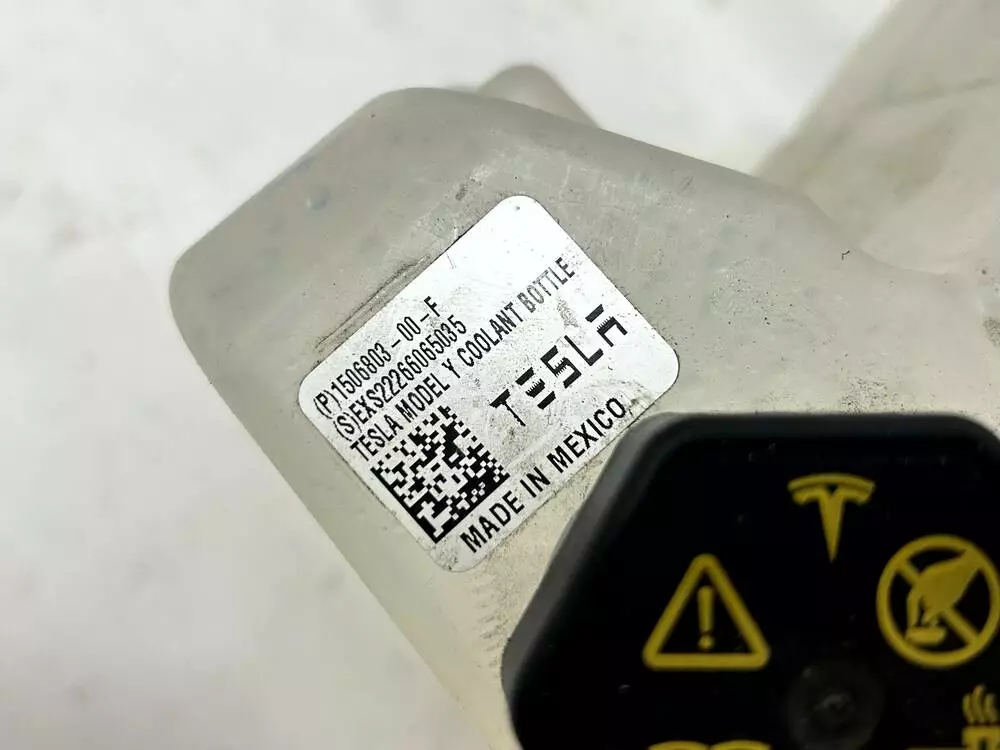 (P)1506803-00-F
(S)EXS22266065035
TESLA MODEL Y COOLANT BOTTLE
TESLA
MADE IN MEXICO